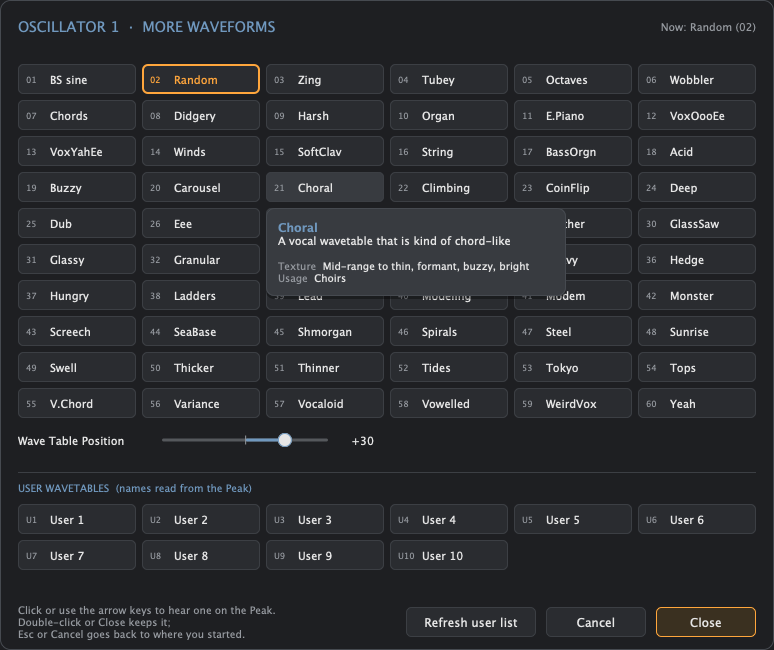 OSCILLATOR 1 · MORE WAVEFORMS
Now: Random (02)
01 BS sine
02 Random
03 Zing
04 Tubey
05 Octaves
06 Wobbler
07 Chords
08 Didgery
09 Harsh
10 Organ
11 E.Piano
12 VoxOooEe
13 VoxYahEe
14 Winds
15 SoftClav
16 String
17 BassOrgn
18 Acid
19 Buzzy
20 Carousel
21 Choral
22 Climbing
23 CoinFlip
24 Deep
25 Dub
26 Eee
Choral
A vocal wavetable that is kind of chord-like
Texture Mid-range to thin, formant, buzzy, bright
Usage Choirs
30 GlassSaw
31 Glassy
32 Granular
36 Hedge
37 Hungry
38 Ladders
Lead
Modeling
Modem
42 Monster
43 Screech
44 SeaBase
45 Shmorgan
46 Spirals
47 Steel
48 Sunrise
49 Swell
50 Thicker
51 Thinner
52 Tides
53 Tokyo
54 Tops
55 V.Chord
56 Variance
57 Vocaloid
58 Vowelled
59 WeirdVox
60 Yeah
Wave Table Position +30
USER WAVETABLES (names read from the Peak)
U1 User 1
U2 User 2
U3 User 3
U4 User 4
U5 User 5
U6 User 6
U7 User 7
U8 User 8
U9 User 9
U10 User 10
Click or use the arrow keys to hear one on the Peak.
Double-click or Close keeps it;
Esc or Cancel goes back to where you started.
Refresh user list
Cancel
Close